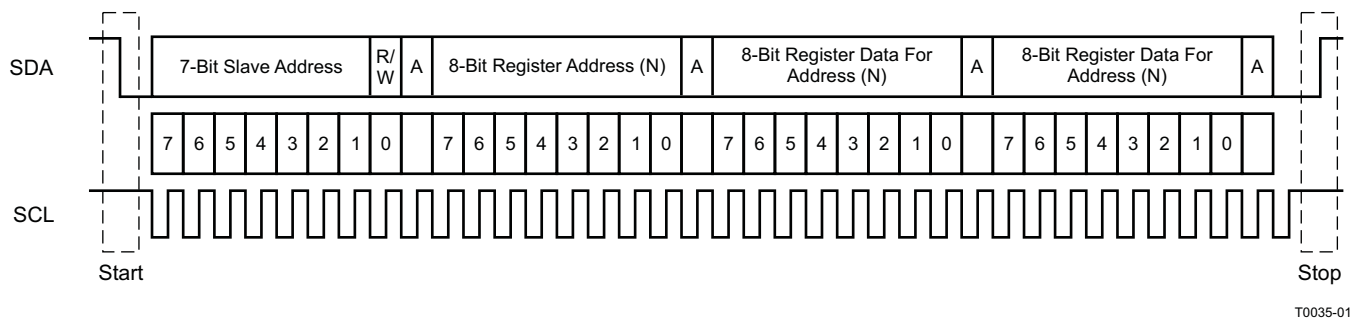 SDA
7-Bit Slave Address
R/
W
A
8-Bit Register Address (N)
A
8-Bit Register Data For
Address (N)
A
8-Bit Register Data For
Address (N)
A
7 6 5 4 3 2 1 0 7 6 5 4 3 2 1 0 7 6 5 4 3 2 1 0 7 6 5 4 3 2 1 0
SCL
Start
Stop
T0035-01